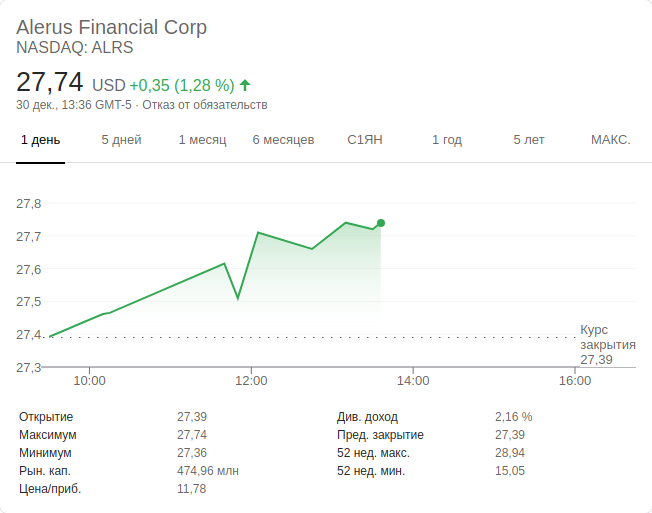 Alerus Financial Corp
NASDAQ: ALRS
27,74 USD +0,35 (1,28 %)
30 дек., 13:36 GMT-5 · Отказ от обязательств
1 день 5 дней 1 месяц 6 месяцев С1ЯН 1 год 5 лет МАКС.
27,8
27,7
27,6
27,5
27,4
27,3
Курс
закрытия
27,39
10:00 12:00 14:00 16:00
Открытие 27,39 Див. доход 2,16 %
Максимум 27,74 Пред. закрытие 27,39
Минимум 27,36 52 нед. макс. 28,94
Рын. кап. 474,96 млн 52 нед. мин. 15,05
Цена/приб. 11,78